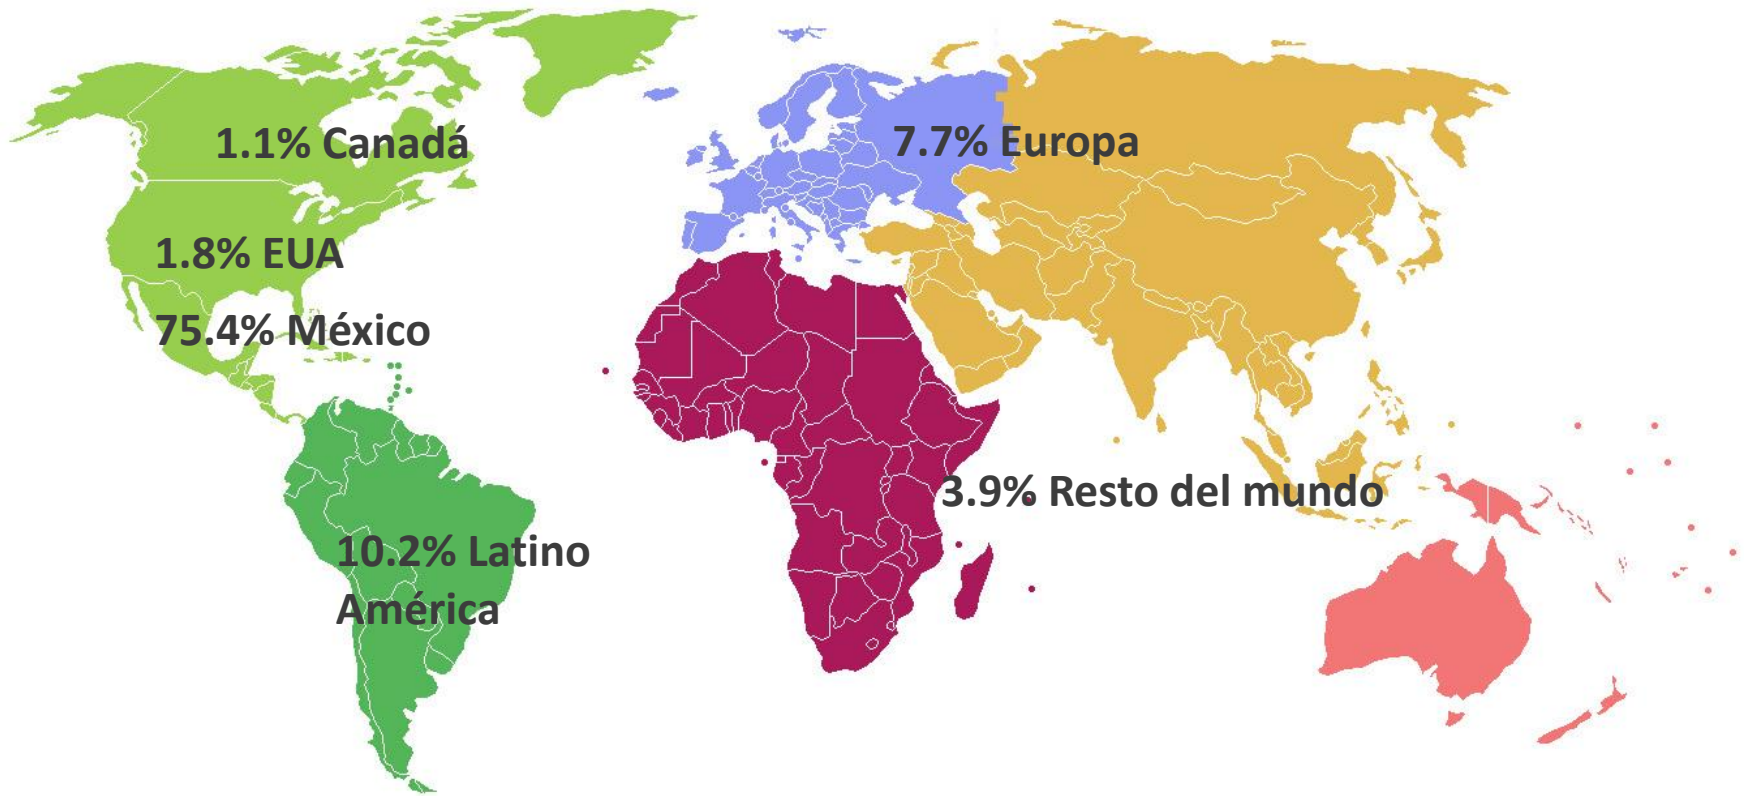 1.1% Canadá
7.7% Europa
1.8% EUA
75.4% México
3.9% Resto del mundo
10.2% Latino
América